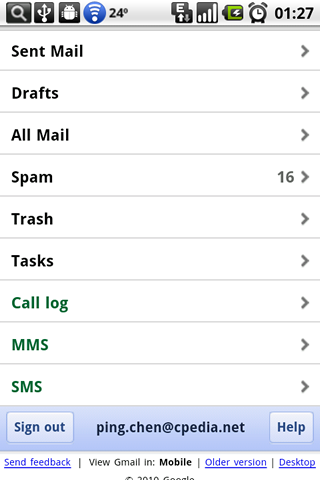 24° E 01:27
Sent Mail
Drafts
All Mail
Spam 16
Trash
Tasks
Call log
MMS
SMS
Sign out ping.chen@cpedia.net Help
Send feedback | View Gmail in: Mobile | Older version | Desktop
© 2010 Google